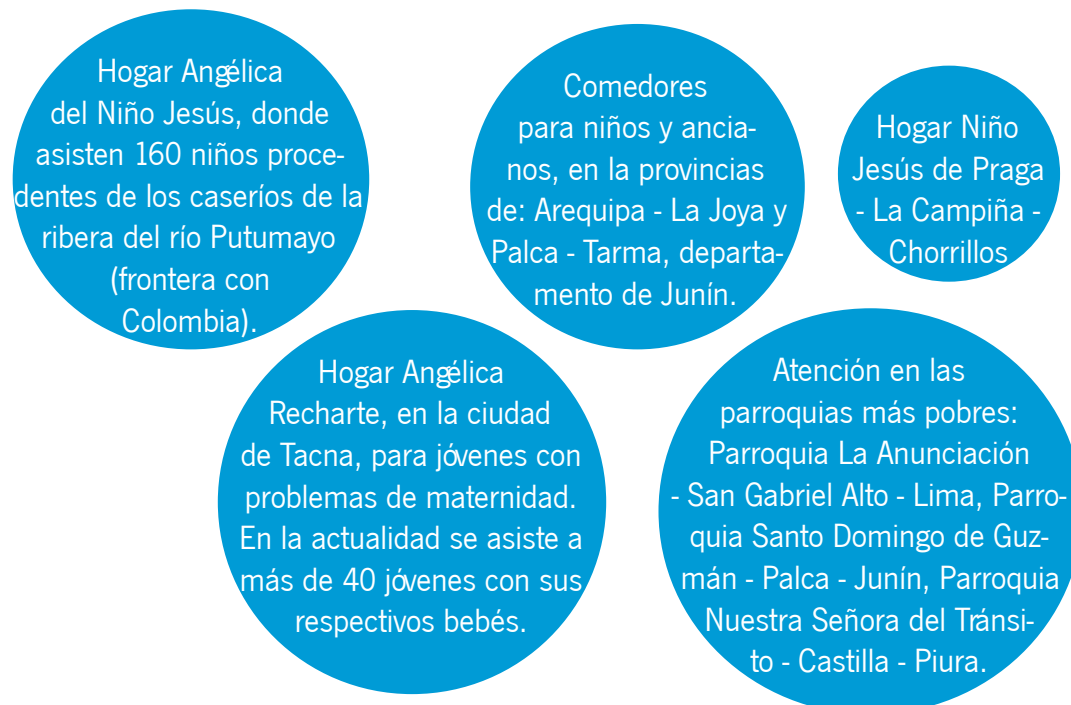 Hogar Angélica
del Niño Jesús, donde
asisten 160 niños proce-
dentes de los caseríos de la
ribera del río Putumayo
(frontera con
Colombia).
Comedores
para niños y ancia-
nos, en la provincias
de: Arequipa - La Joya y
Palca - Tarma, departa-
mento de Junín.
Hogar Niño
Jesús de Praga
- La Campiña -
Chorrillos
Hogar Angélica
Recharte, en la ciudad
de Tacna, para jóvenes con
problemas de maternidad.
En la actualidad se asiste a
más de 40 jóvenes con sus
respectivos bebés.
Atención en las
parroquias más pobres:
Parroquia La Anunciación
- San Gabriel Alto - Lima, Parro-
quia Santo Domingo de Guz-
mán - Palca - Junín, Parroquia
Nuestra Señora del Tránsi-
to - Castilla - Piura.